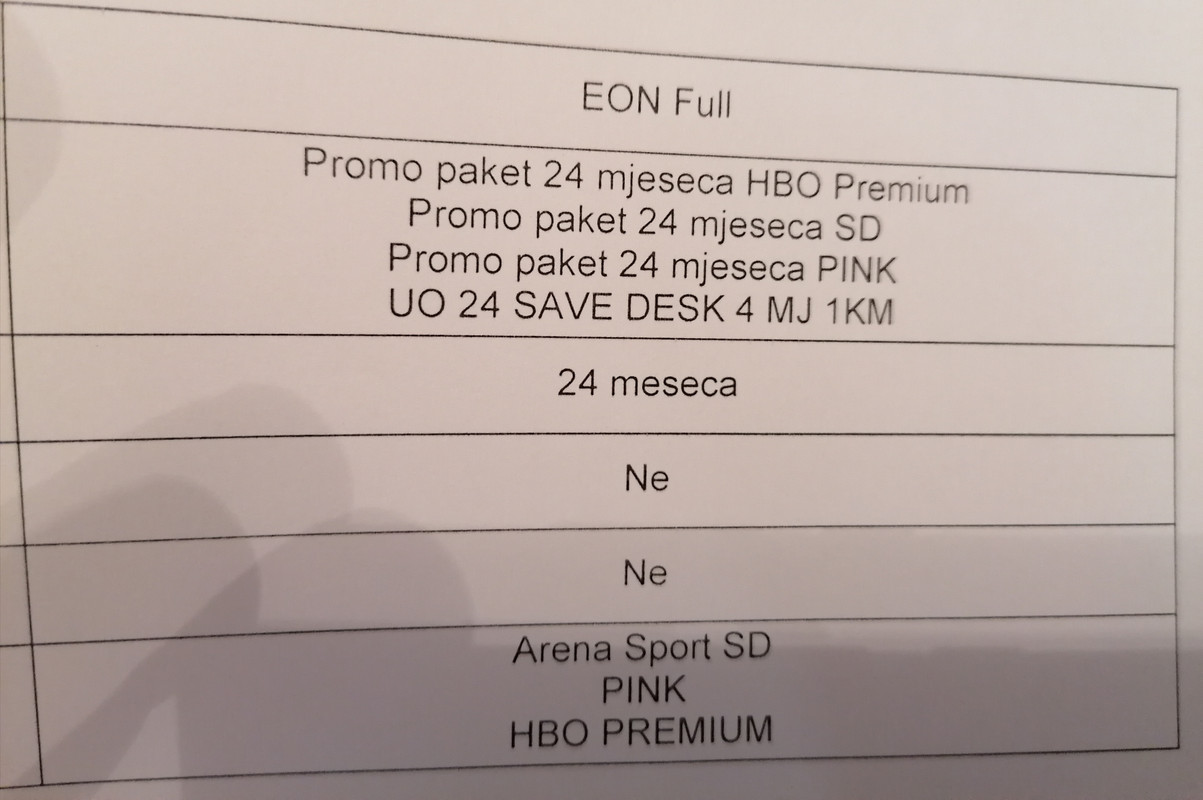 EON Full
Promo paket 24 mjeseca HBO Premium
Promo paket 24 mjeseca SD
Promo paket 24 mjeseca PINK
UO 24 SAVE DESK 4 MJ 1KM
24 meseca
Ne
Ne
Arena Sport SD
PINK
HBO PREMIUM